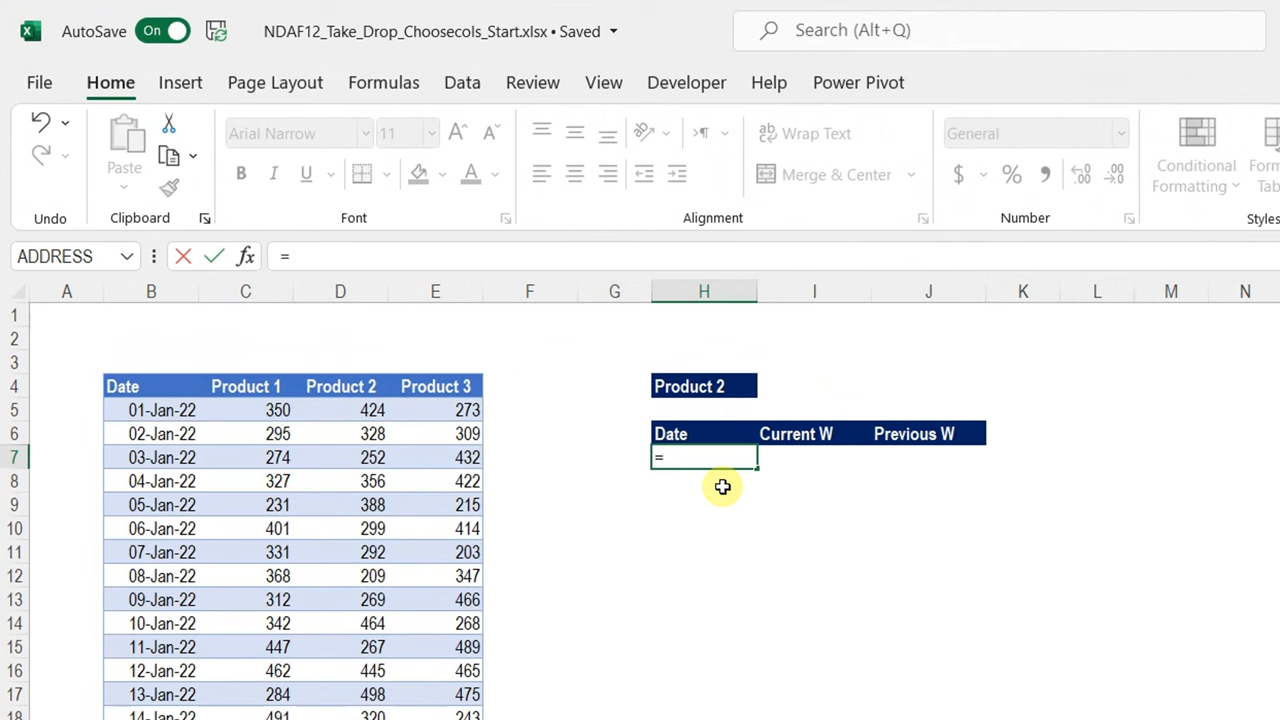 AutoSave On NDAF12_Take_Drop_Choosecols_Start.xlsx • Saved Search (Alt+Q)
File Home Insert Page Layout Formulas Data Review View Developer Help Power Pivot
Arial Narrow 11 Wrap Text General
Paste Merge & Center $ % Conditional Formatting
B I U A
Undo Clipboard Font Alignment Number Styles
ADDRESS fx =
A B C D E F G H I J K L M N
1
2
3
4 Date Product 1 Product 2 Product 3 Product 2
5 01-Jan-22 350 424 273
6 02-Jan-22 295 328 309 Date Current W Previous W
7 03-Jan-22 274 252 432 =
8 04-Jan-22 327 356 422
9 05-Jan-22 231 388 215
10 06-Jan-22 401 299 414
11 07-Jan-22 331 292 203
12 08-Jan-22 368 209 347
13 09-Jan-22 312 269 466
14 10-Jan-22 342 464 268
15 11-Jan-22 447 267 489
16 12-Jan-22 462 445 465
17 13-Jan-22 284 498 475
18 14-Jan-22 491 320 243